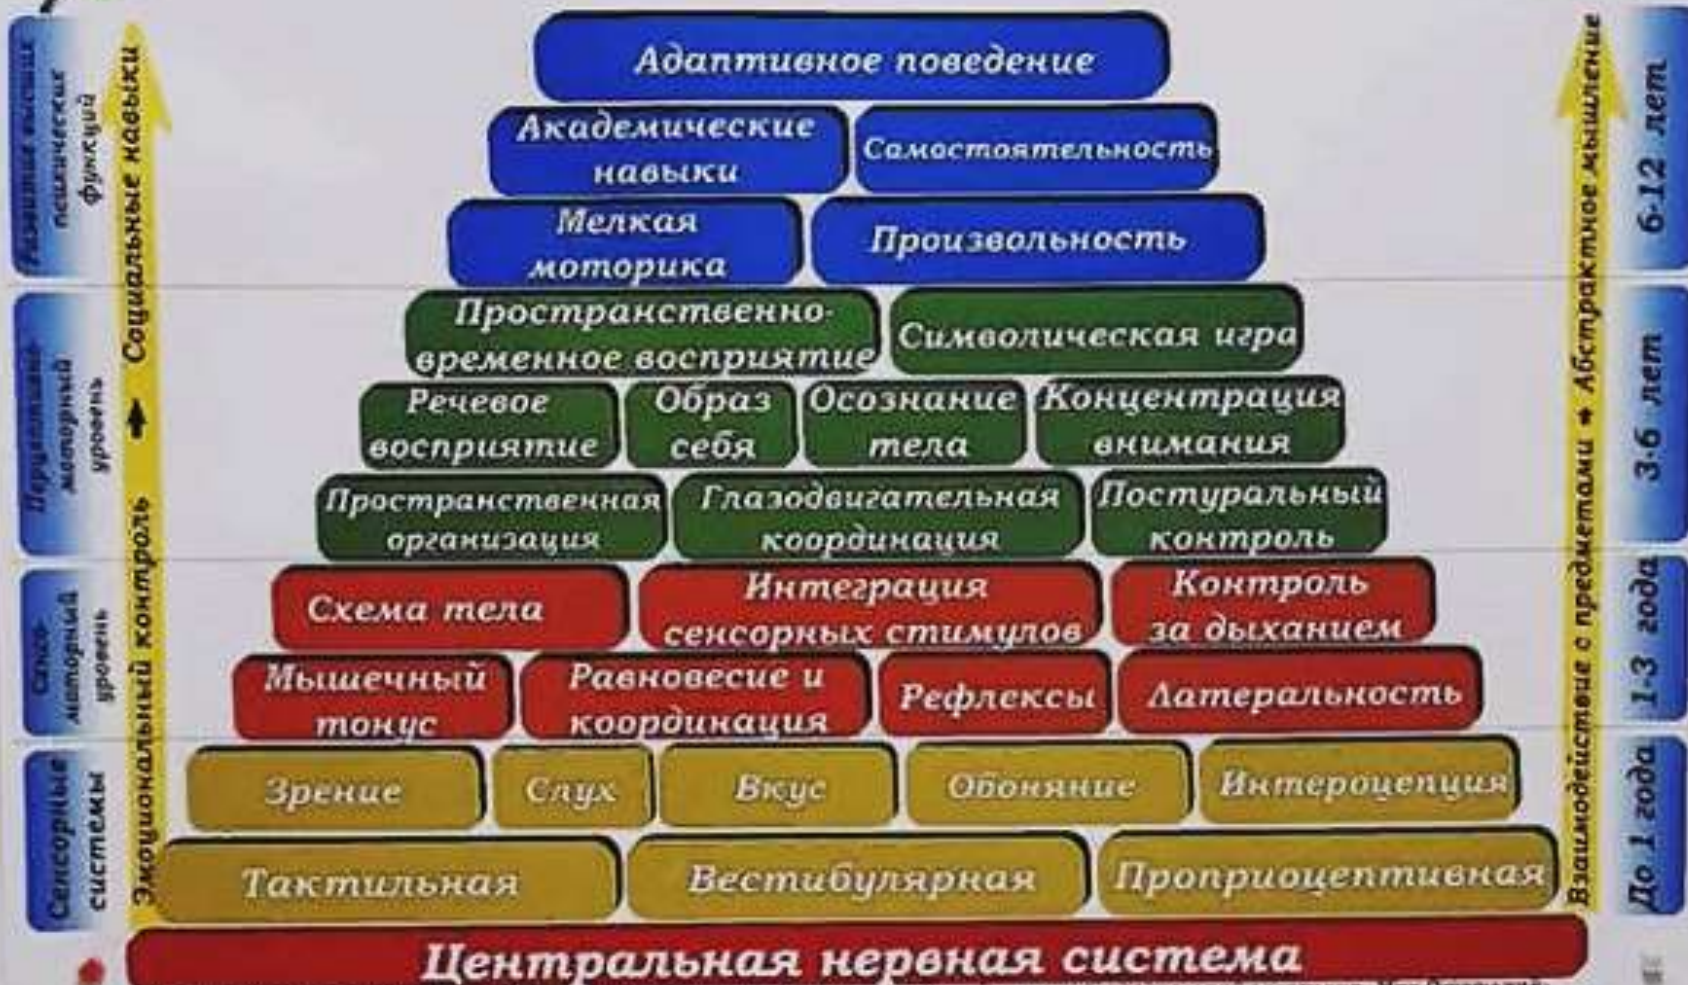 Адаптивное поведение
Академические
навыки
Самостоятельность
Мелкая
моторика
Произвольность
Пространственно-
временное восприятие
Символическая игра
Речевое
восприятие
Образ
себя
Осознание
тела
Концентрация
внимания
Пространственная
организация
Глазодвигательная
координация
Постуральный
контроль
Схема тела
Интеграция
сенсорных стимулов
Контроль
за дыханием
Мышечный
тонус
Равновесие и
координация
Рефлексы
Латеральность
Зрение
Слух
Вкус
Обоняние
Интероцепция
Тактильная
Вестибулярная
Проприоцептивная
Центральная нервная система
психических
функций
моторный
уровень
моторный
уровень
Сенсорные
системы
Эмоциональный контроль → Социальные навыки
Взаимодействие с предметами → Абстрактное мышление
6-12 лет
3-6 лет
1-3 года
До 1 года